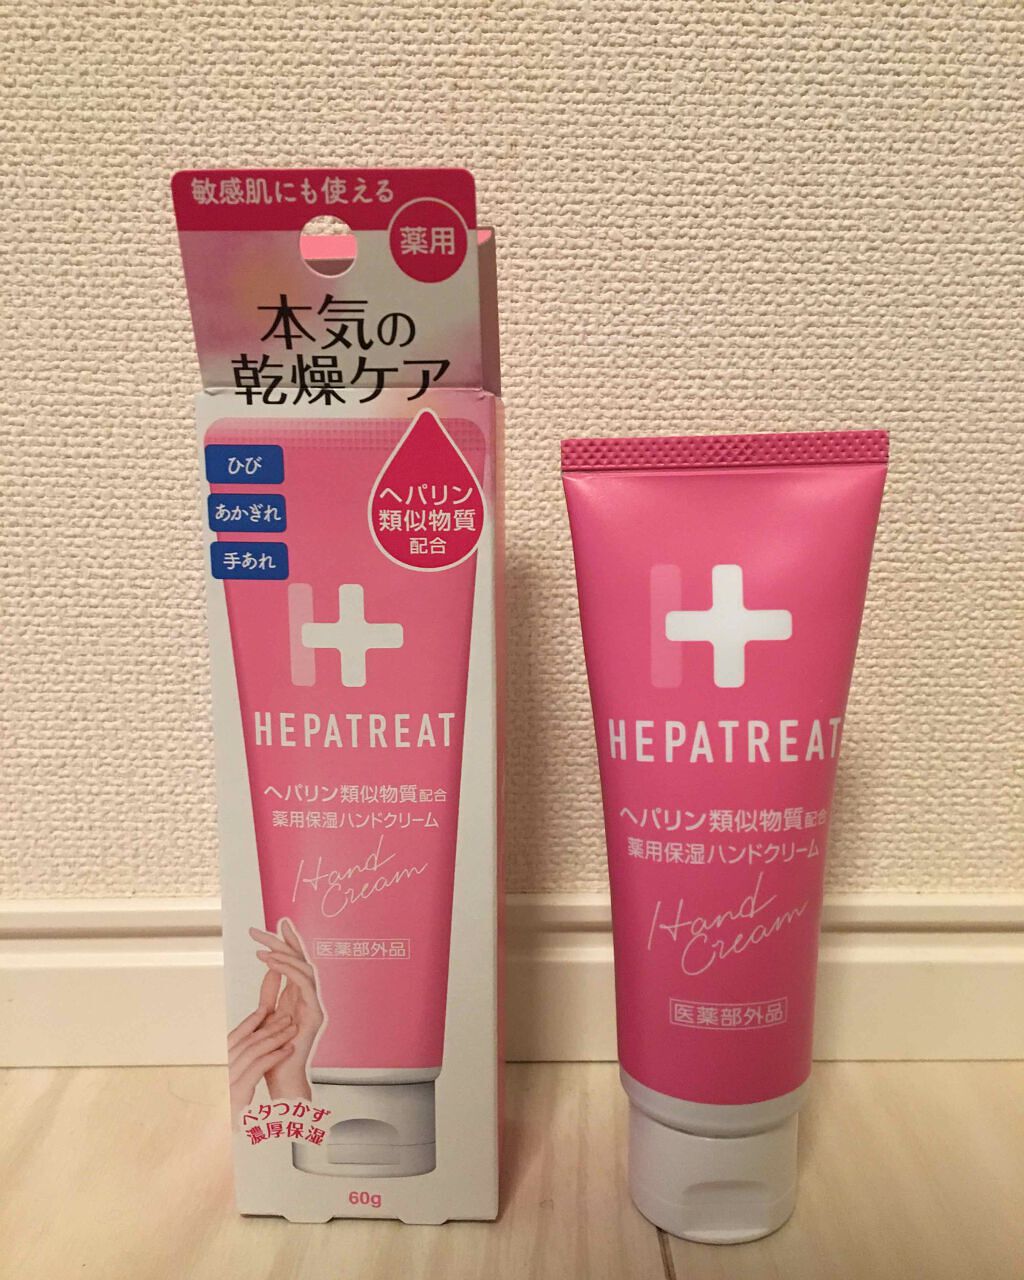 敏感肌にも使える
薬用
本気の
乾燥ケア
ひび
あかぎれ
手あれ
ヘパリン
類似物質
配合
HEPATREAT
ヘパリン類似物質配合
薬用保湿ハンドクリーム
Hand
Cream
医薬部外品
ベタつかず
濃厚保湿
60g
HEPATREAT
ヘパリン類似物質配合
薬用保湿ハンドクリーム
Hand
Cream
医薬部外品